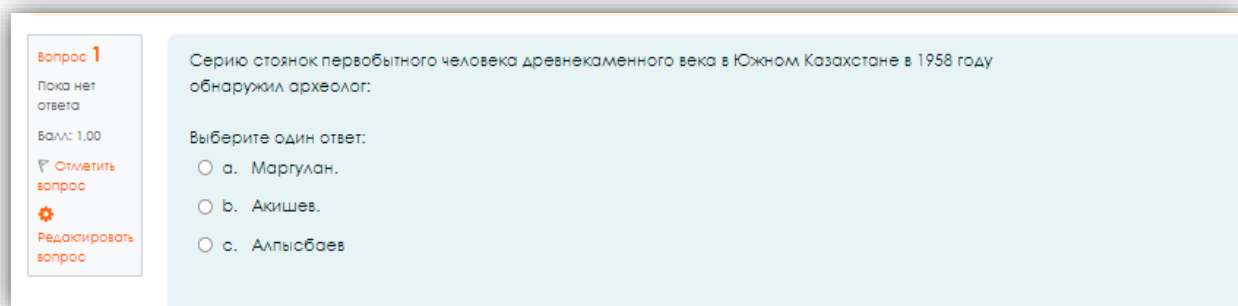 Вопрос 1
Пока нет
ответа
Балл: 1,00
Отметить
вопрос
Редактировать
вопрос
Серию стоянок первобытного человека древнекаменного века в Южном Казахстане в 1958 году
обнаружил археолог:
Выберите один ответ:
a. Маргулан.
b. Акишев.
c. Алпысбаев